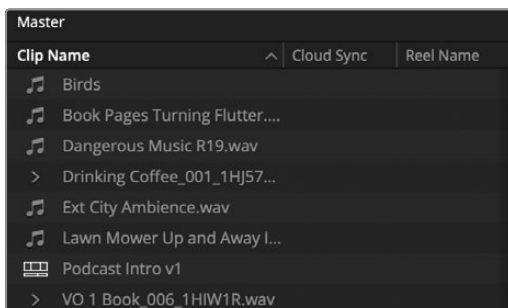 Master
Clip Name Cloud Sync Reel Name
Birds
Book Pages Turning Flutter....
Dangerous Music R19.wav
Drinking Coffee_001_1HJ57...
Ext City Ambience.wav
Lawn Mower Up and Away I...
Podcast Intro v1
VO 1 Book_006_1HIW1R.wav